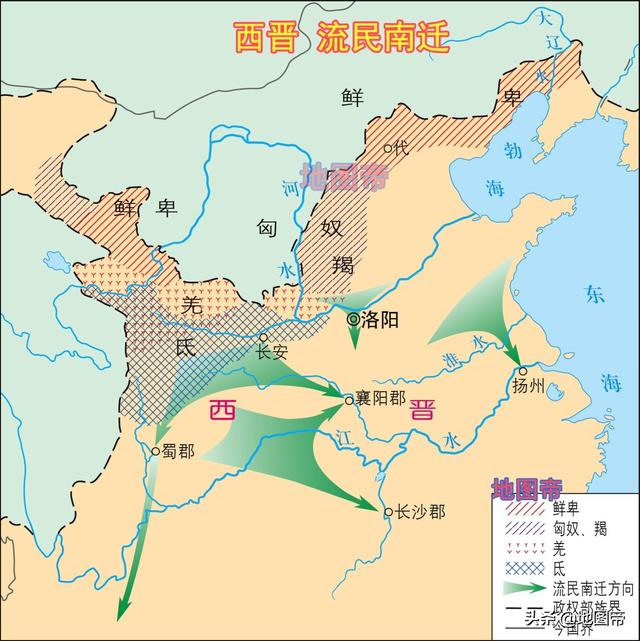 西晋 流民南迁
大
辽
水
鲜 卑
代
地图帝
渤
海
河
水
鲜 卑
匈 奴
羯
羌
氐
东
海
洛阳
长安
淮
水
扬州
襄阳郡
西 晋
江 水
蜀郡
长沙郡
地图帝
鲜卑
匈奴、羯
羌
氐
流民南迁方向
政权部族界
今国界
头条@地图帝